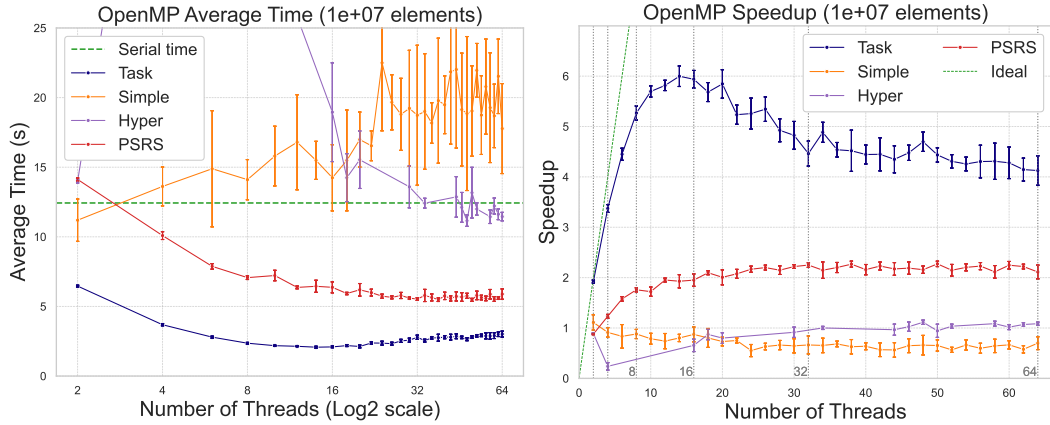 OpenMP Average Time (1e+07 elements)
Average Time (s)
25
20
15
10
5
0
Serial time
Task
Simple
Hyper
PSRS
2
4
8
16
32
64
Number of Threads (Log2 scale)
OpenMP Speedup (1e+07 elements)
Speedup
6
5
4
3
2
1
0
Task
Simple
Hyper
PSRS
Ideal
8
16
32
64
0
10
20
30
40
50
60
Number of Threads